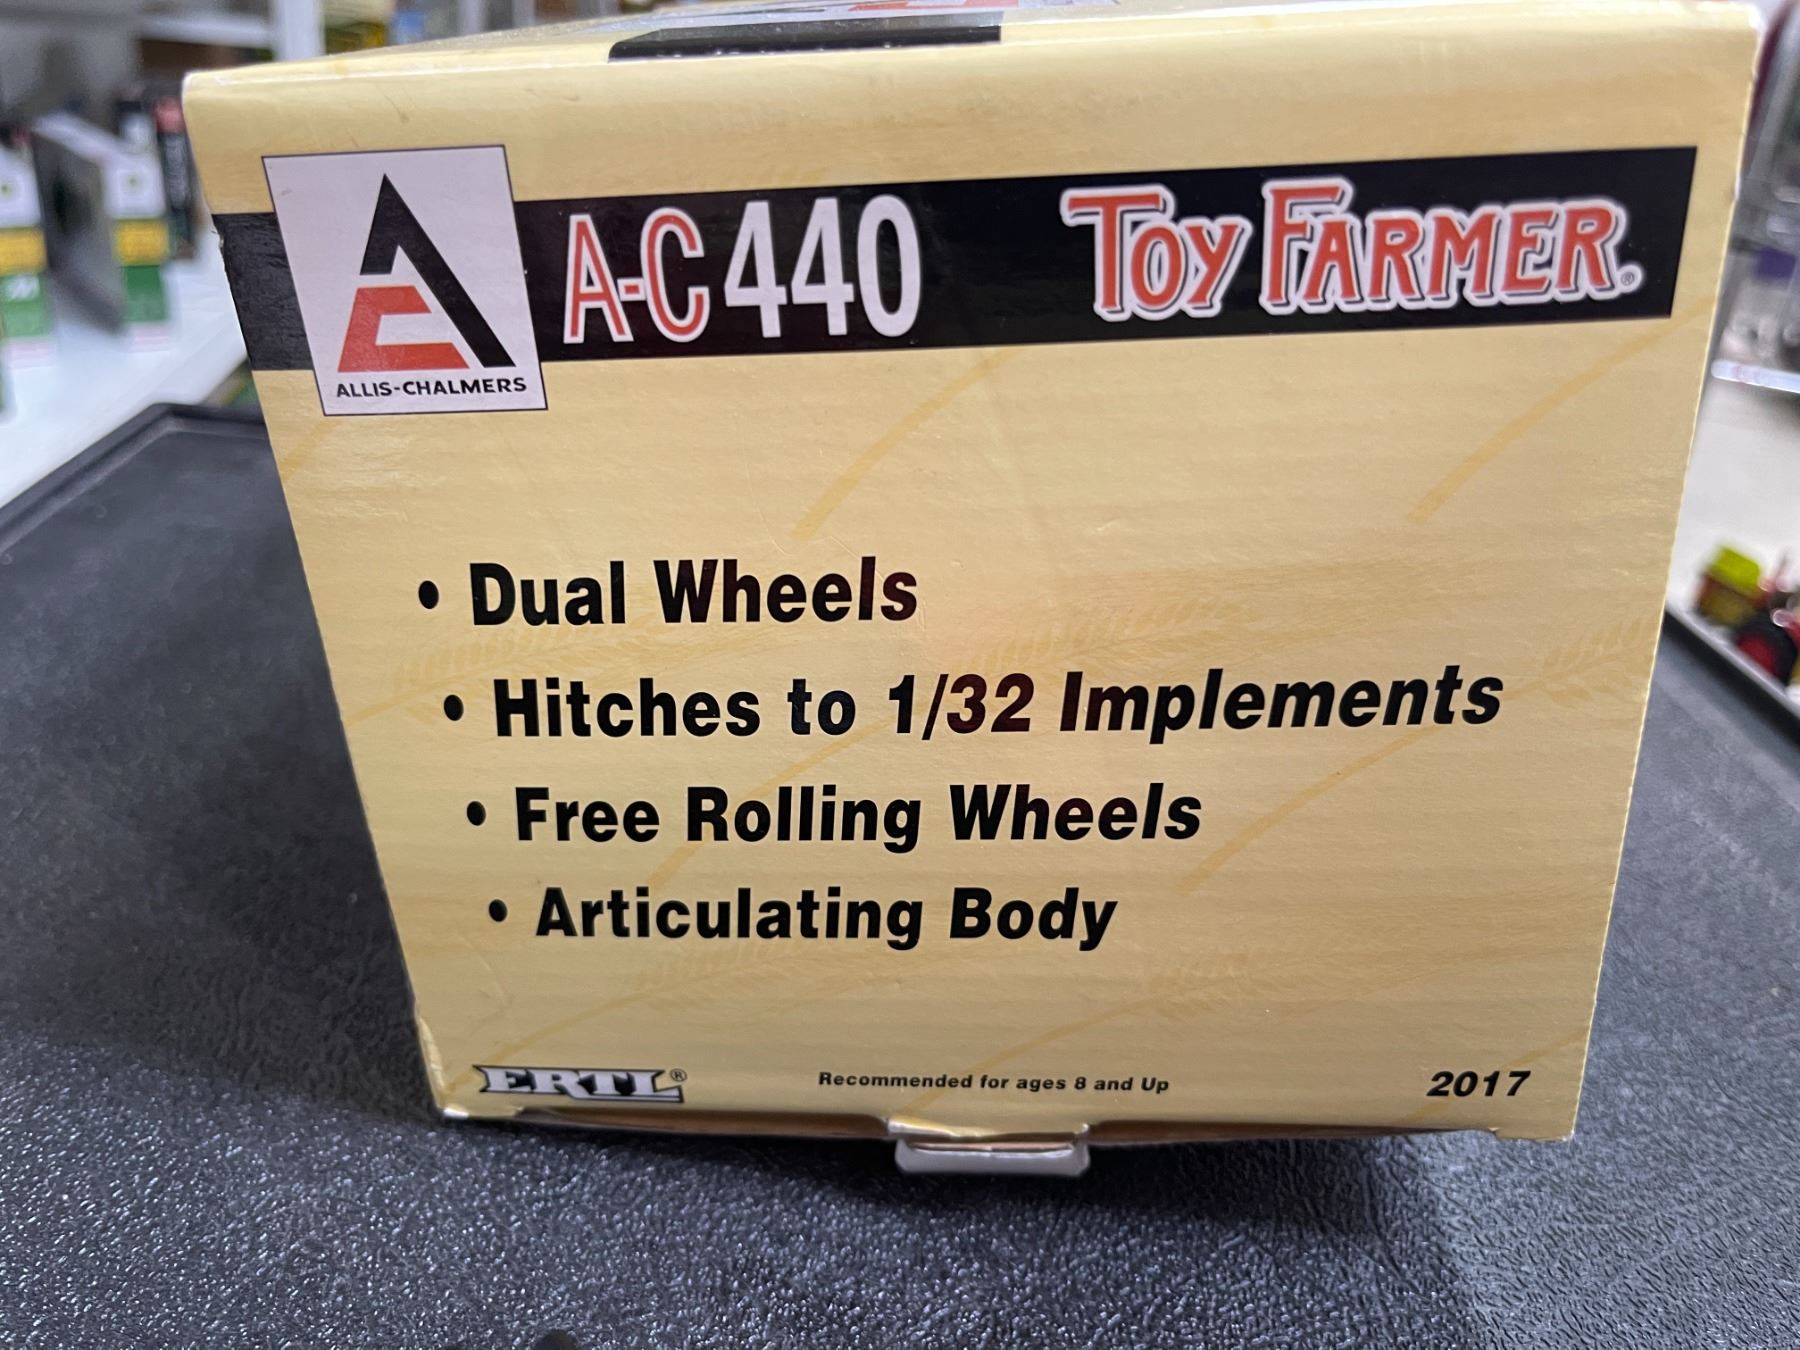 A-C 440 TOY FARMER®
ALLIS-CHALMERS
• Dual Wheels
• Hitches to 1/32 Implements
• Free Rolling Wheels
• Articulating Body
ERTL® Recommended for ages 8 and Up 2017